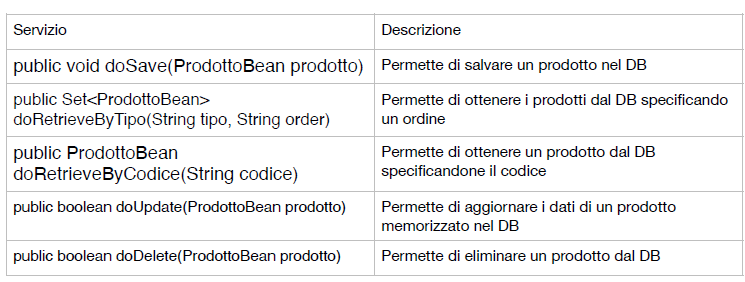 Servizio Descrizione
public void doSave(ProdottoBean prodotto) Permette di salvare un prodotto nel DB
public Set<ProdottoBean>
doRetrieveByTipo(String tipo, String order)
Permette di ottenere i prodotti dal DB specificando
un ordine
public ProdottoBean
doRetrieveByCodice(String codice)
Permette di ottenere un prodotto dal DB
specificandone il codice
public boolean doUpdate(ProdottoBean prodotto)
Permette di aggiornare i dati di un prodotto
memorizzato nel DB
public boolean doDelete(ProdottoBean prodotto) Permette di eliminare un prodotto dal DB